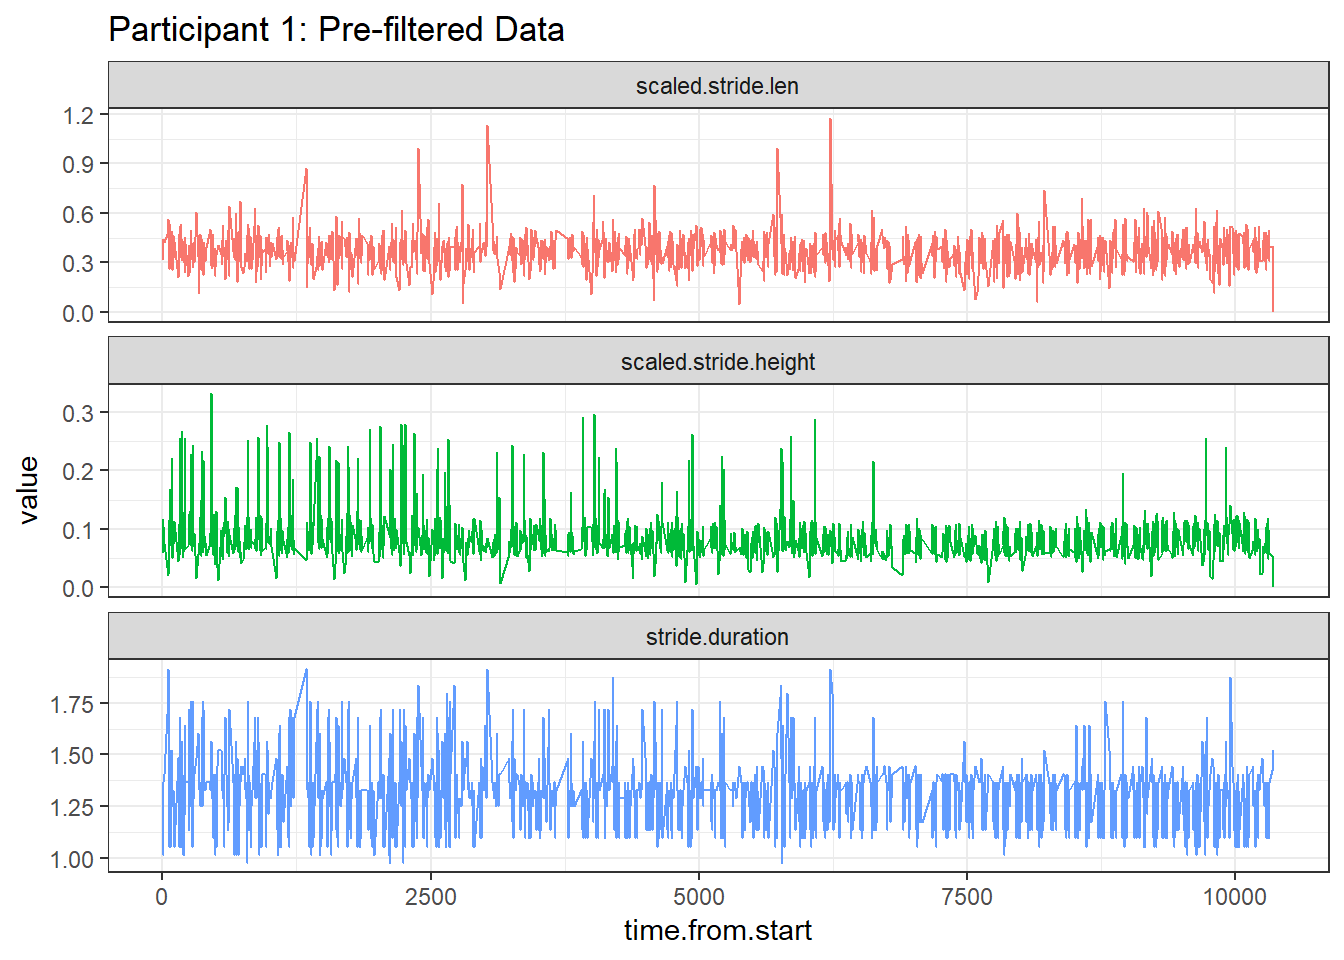 Participant 1: Pre-filtered Data
scaled.stride.len
1.2
0.9
0.6
0.3
0.0
scaled.stride.height
0.3
0.2
0.1
0.0
value
stride.duration
1.75
1.50
1.25
1.00
0 2500 5000 7500 10000
time.from.start